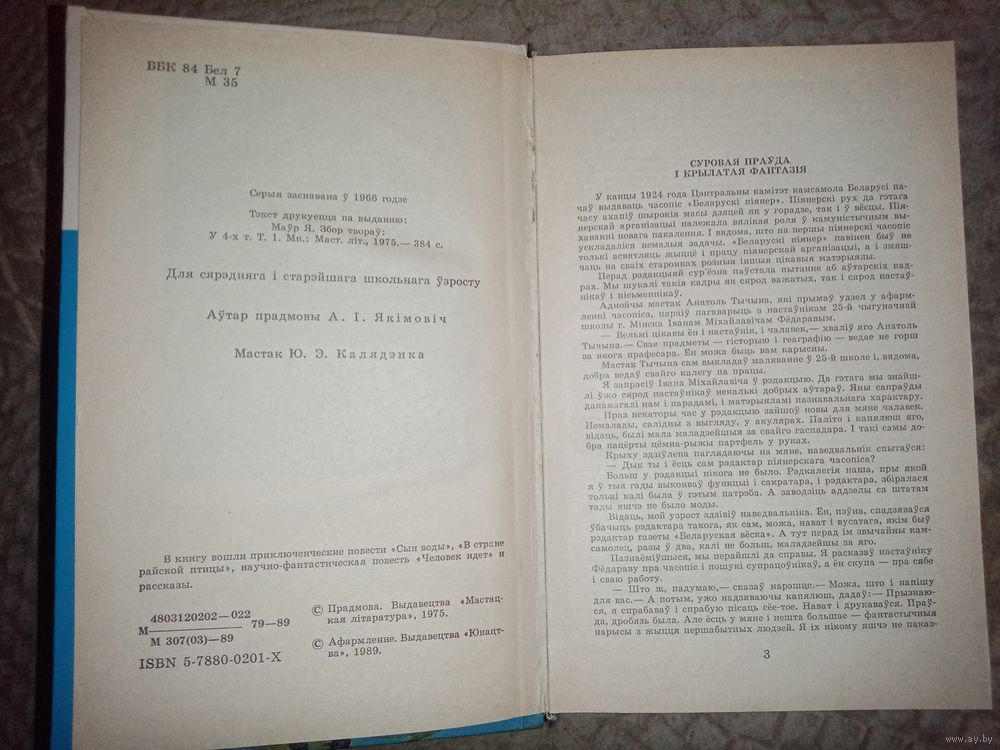 ББК 84 Бел 7
М 35
Серыя заснавана ў 1966 годзе
Тэкст друкуецца па выданню:
Маўр Я. Збор твораў:
У 4-х т. Т. 1. Мн.: Маст. літ., 1975.— 384 с.
Для сярэдняга і старэйшага школьнага ўзросту
Аўтар прадмовы А. І. Якімовіч
Мастак Ю. Э. Калядэнка
В книгу вошли приключенческие повести «Сын воды», «В стране
райской птицы», научно-фантастическая повесть «Человек идет» и
рассказы.
4803120202—022
М——— 79—89
М 307(03)—89
ISBN 5-7880-0201-X
© Прадмова. Выдавецтва «Мастац-
кая літаратура», 1975.
© Афармленне. Выдавецтва «Юнацт-
ва», 1989.
СУРОВАЯ ПРАЎДА
І КРЫЛАТАЯ ФАНТАЗІЯ
У канцы 1924 года Цэнтральны камітэт камсамола Беларусі па-
чаў выдаваць часопіс «Беларускі піянер». Піянерскі рух да гэтага
часу ахапіў шырокія масы дзяцей як у горадзе, так і ў вёсцы. Пія-
нерскай арганізацыі належала вялікая роля ў камуністычным вы-
хаванні новага пакалення. І вядома, што на першы піянерскі часопіс
ускладаліся немалыя задачы. «Беларускі піянер» павінен быў не
толькі асвятляць жыццё і працу піянерскай арганізацыі, а і змяш-
чаць на сваіх старонках розныя іншыя цікавыя матэрыялы.
Перад рэдакцыяй сур'ёзна паўстала пытанне аб аўтарскіх кад-
рах. Мы шукалі такія кадры як сярод важатых, так і сярод настаў-
нікаў і пісьменнікаў.
Аднойчы мастак Анатоль Тычына, які прымаў удзел у афарм-
ленні часопіса, параіў пагаварыць з настаўнікам 25-й чыгуначнай
школы г. Мінска Іванам Міхайлавічам Фёдаравым.
— Вельмі цікавы ён і настаўнік, і чалавек,— хваліў яго Анатоль
Тычына.— Свае прадметы — гісторыю і геаграфію — ведае не горш
за якога прафесара. Ён можа быць вам карысны.
Мастак Тычына сам выкладаў маляванне ў 25-й школе і, вядома,
добра ведаў свайго калегу па працы.
Я запрасіў Івана Міхайлавіча ў рэдакцыю. Да гэтага мы знайш-
лі ўжо сярод настаўнікаў некалькі добрых аўтараў. Яны сапраўды
дапамагалі нам і парадамі, і матэрыяламі пазнавальнага характару.
Праз некаторы час у рэдакцыю зайшоў новы для мяне чалавек.
Немалады, салідны з выгляду, у акулярах. Паліто і капялюш яго,
відаць, былі мала маладзейшыя за свайго гаспадара. І такі самы до-
бра пацёрты цёмна-рыжы партфель у руках.
Крыху здзіўлена паглядаючы на мяне, наведвальнік спытаўся:
— Дык ты і ёсць сам рэдактар піянерскага часопіса?
Больш у рэдакцыі нікога не было. Рэдкалегія наша, пры якой
я ў тыя гады выконваў функцыі і сакратара, і рэдактара, збіралася
толькі калі была ў гэтым патрэба. А заводзіць аддзелы са штатам
тады яшчэ не было моды.
Відаць, мой узрост здзівіў наведвальніка. Ён, пэўна, спадзяваўся
ўбачыць рэдактара такога, як сам, можа, нават і вусатага, якім быў
рэдактар газеты «Беларуская вёска». А тут перад ім звычайны кам-
самолец, разы ў два, калі не больш, маладзейшы за яго.
Пазнаёміўшыся, мы перайшлі да справы. Я расказаў настаўніку
Фёдараву пра часопіс і пошукі супрацоўнікаў, а ён скупа — пра сябе
і сваю работу.
— Што ж, падумаю,— сказаў нарэшце.— Можа, што і напішу
для вас.— А потым, ужо надзяваючы капялюш, дадаў:— Прызнаю-
ся, я спрабаваў і спрабую пісаць сёе-тое. Нават і друкаваўся. Праў-
да, дробязь была. Але ёсць у мяне і нешта большае — фантастычныя
нарысы з жыцця першабытных людзей. Я іх нікому яшчэ не паказ-
3
www.ay.by